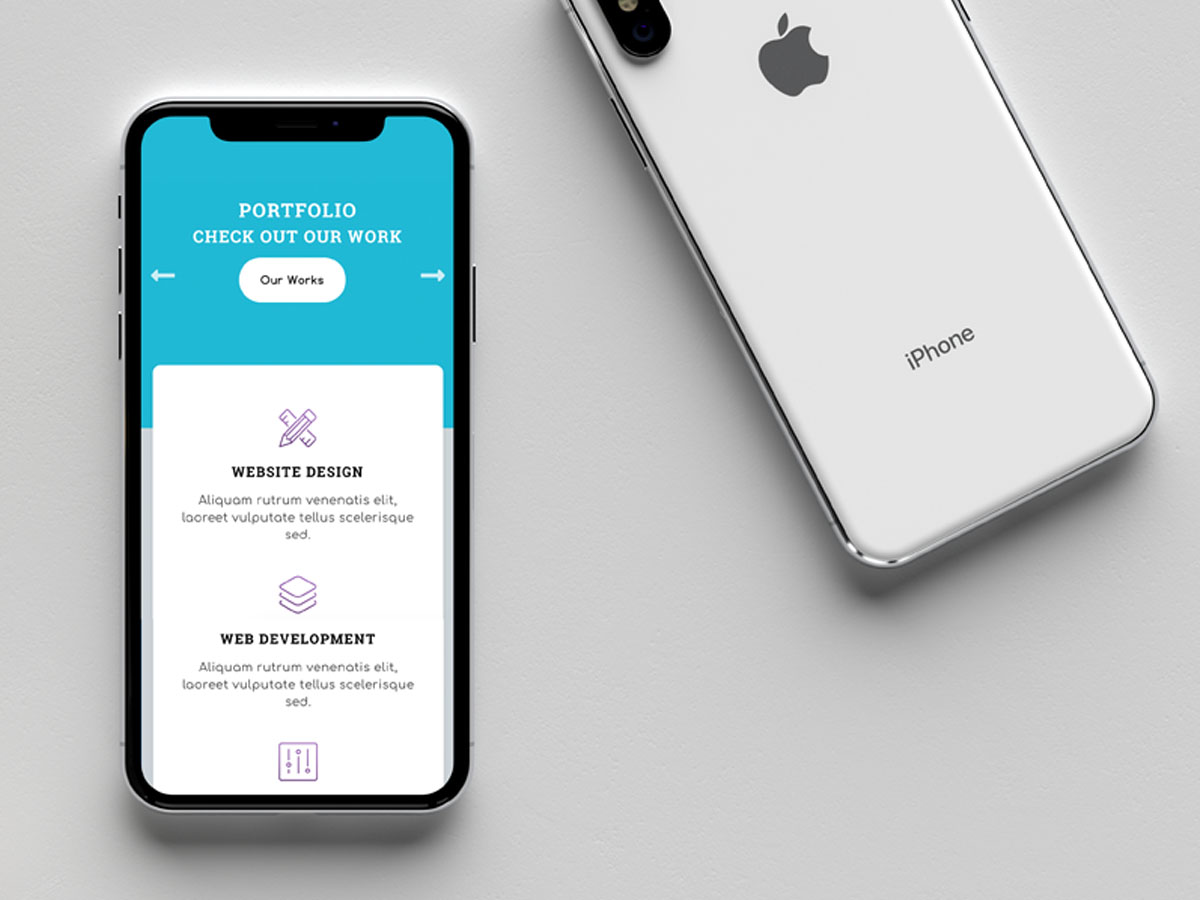 PORTFOLIO
CHECK OUT OUR WORK
Our Works
WEBSITE DESIGN
Aliquam rutrum venenatis elit,
laoreet vulputate tellus scelerisque
sed.
WEB DEVELOPMENT
Aliquam rutrum venenatis elit,
laoreet vulputate tellus scelerisque
sed.
iPhone